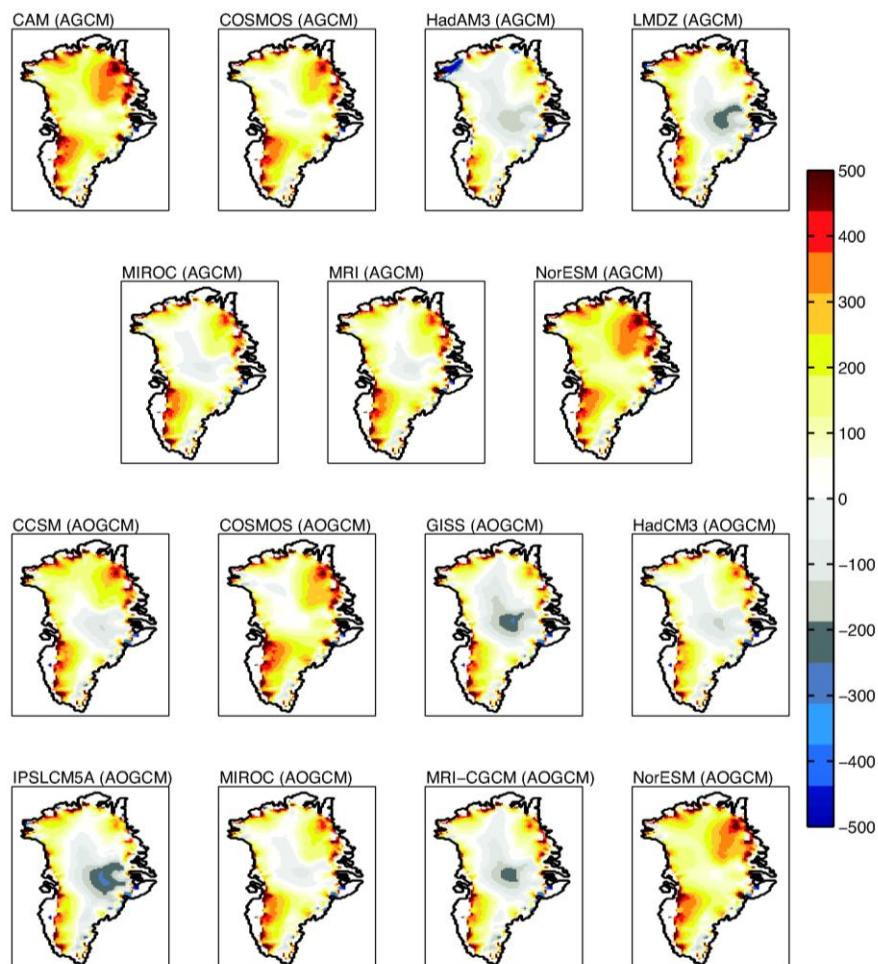 CAM (AGCM) COSMOS (AGCM) HadAM3 (AGCM) LMDZ (AGCM)
MIROC (AGCM) MRI (AGCM) NorESM (AGCM)
CCSM (AOGCM) COSMOS (AOGCM) GISS (AOGCM) HadCM3 (AOGCM)
IPSLCM5A (AOGCM) MIROC (AOGCM) MRI−CGCM (AOGCM) NorESM (AOGCM)
500
400
300
200
100
0
−100
−200
−300
−400
−500